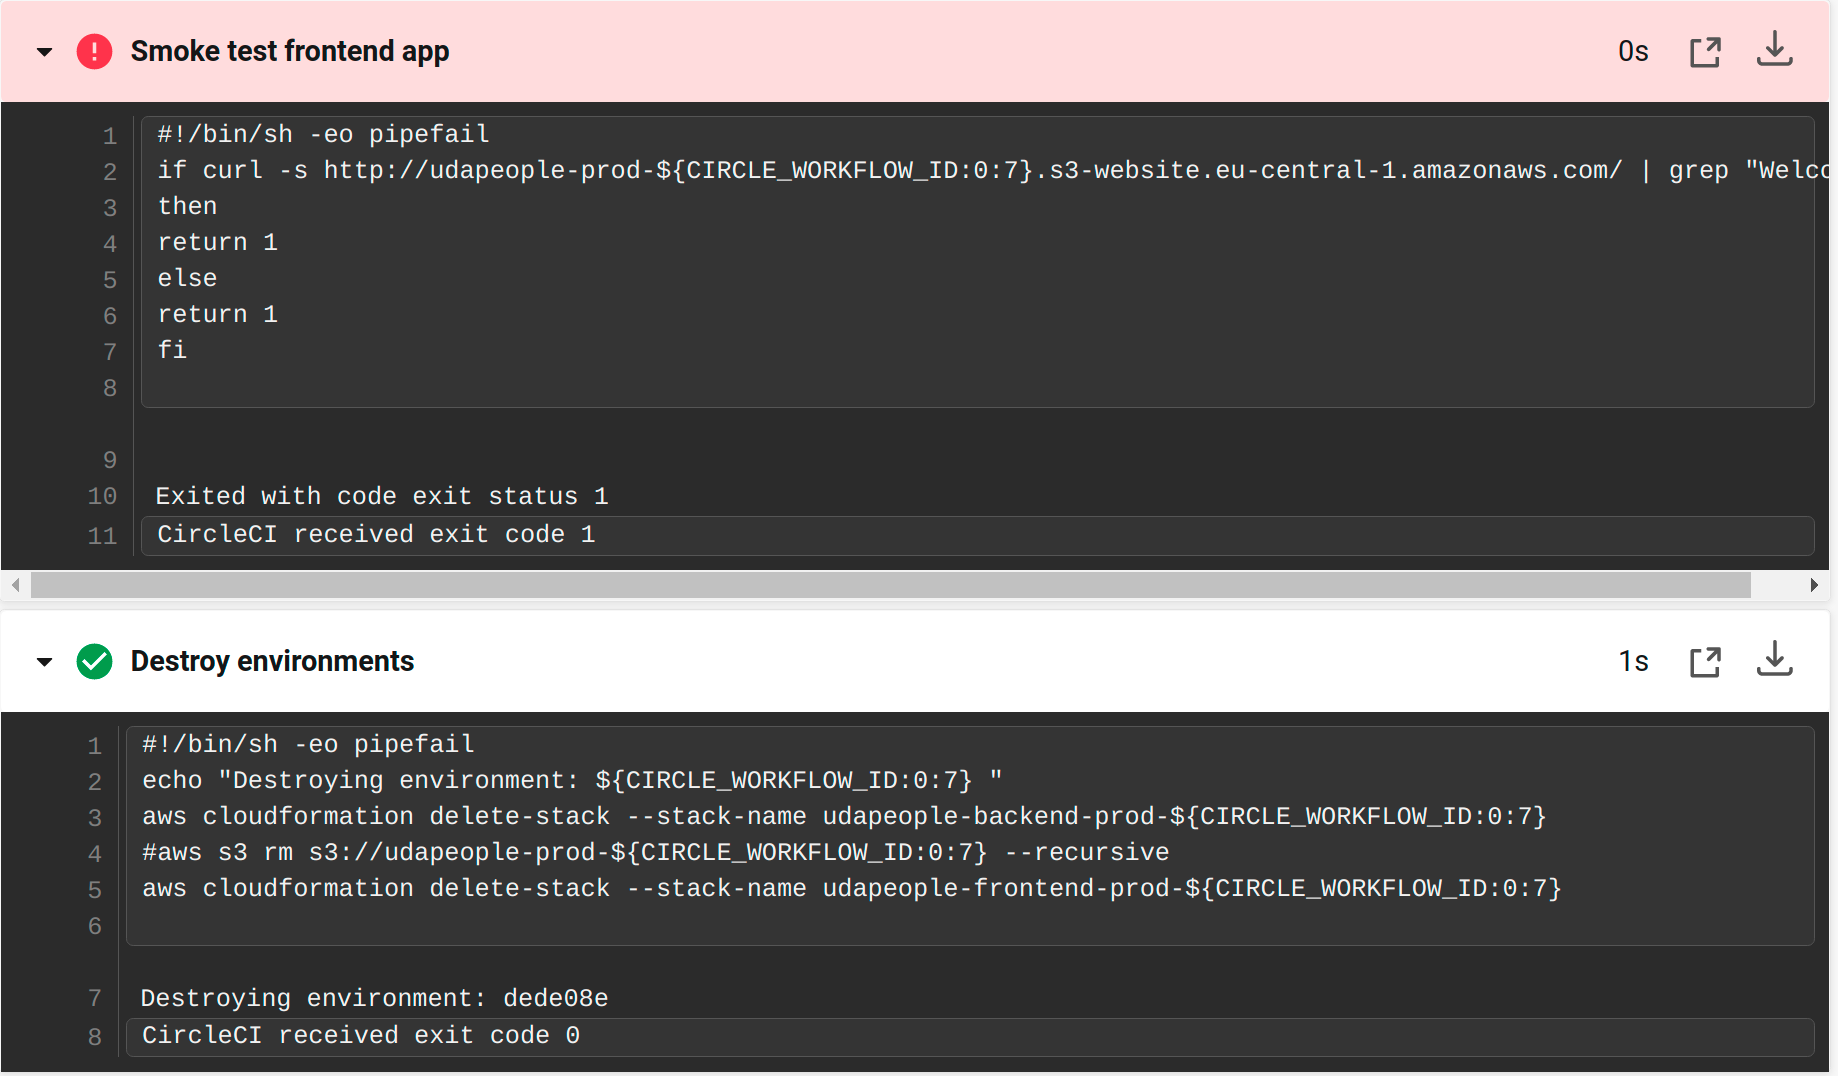 Smoke test frontend app 0s
1 #!/bin/sh -eo pipefail
2 if curl -s http://udapeople-prod-${CIRCLE_WORKFLOW_ID:0:7}.s3-website.eu-central-1.amazonaws.com/ | grep "Welco
3 then
4 return 1
5 else
6 return 1
7 fi
8
9
10 Exited with code exit status 1
11 CircleCI received exit code 1
Destroy environments 1s
1 #!/bin/sh -eo pipefail
2 echo "Destroying environment: ${CIRCLE_WORKFLOW_ID:0:7} "
3 aws cloudformation delete-stack --stack-name udapeople-backend-prod-${CIRCLE_WORKFLOW_ID:0:7}
4 #aws s3 rm s3://udapeople-prod-${CIRCLE_WORKFLOW_ID:0:7} --recursive
5 aws cloudformation delete-stack --stack-name udapeople-frontend-prod-${CIRCLE_WORKFLOW_ID:0:7}
6
7 Destroying environment: dede08e
8 CircleCI received exit code 0